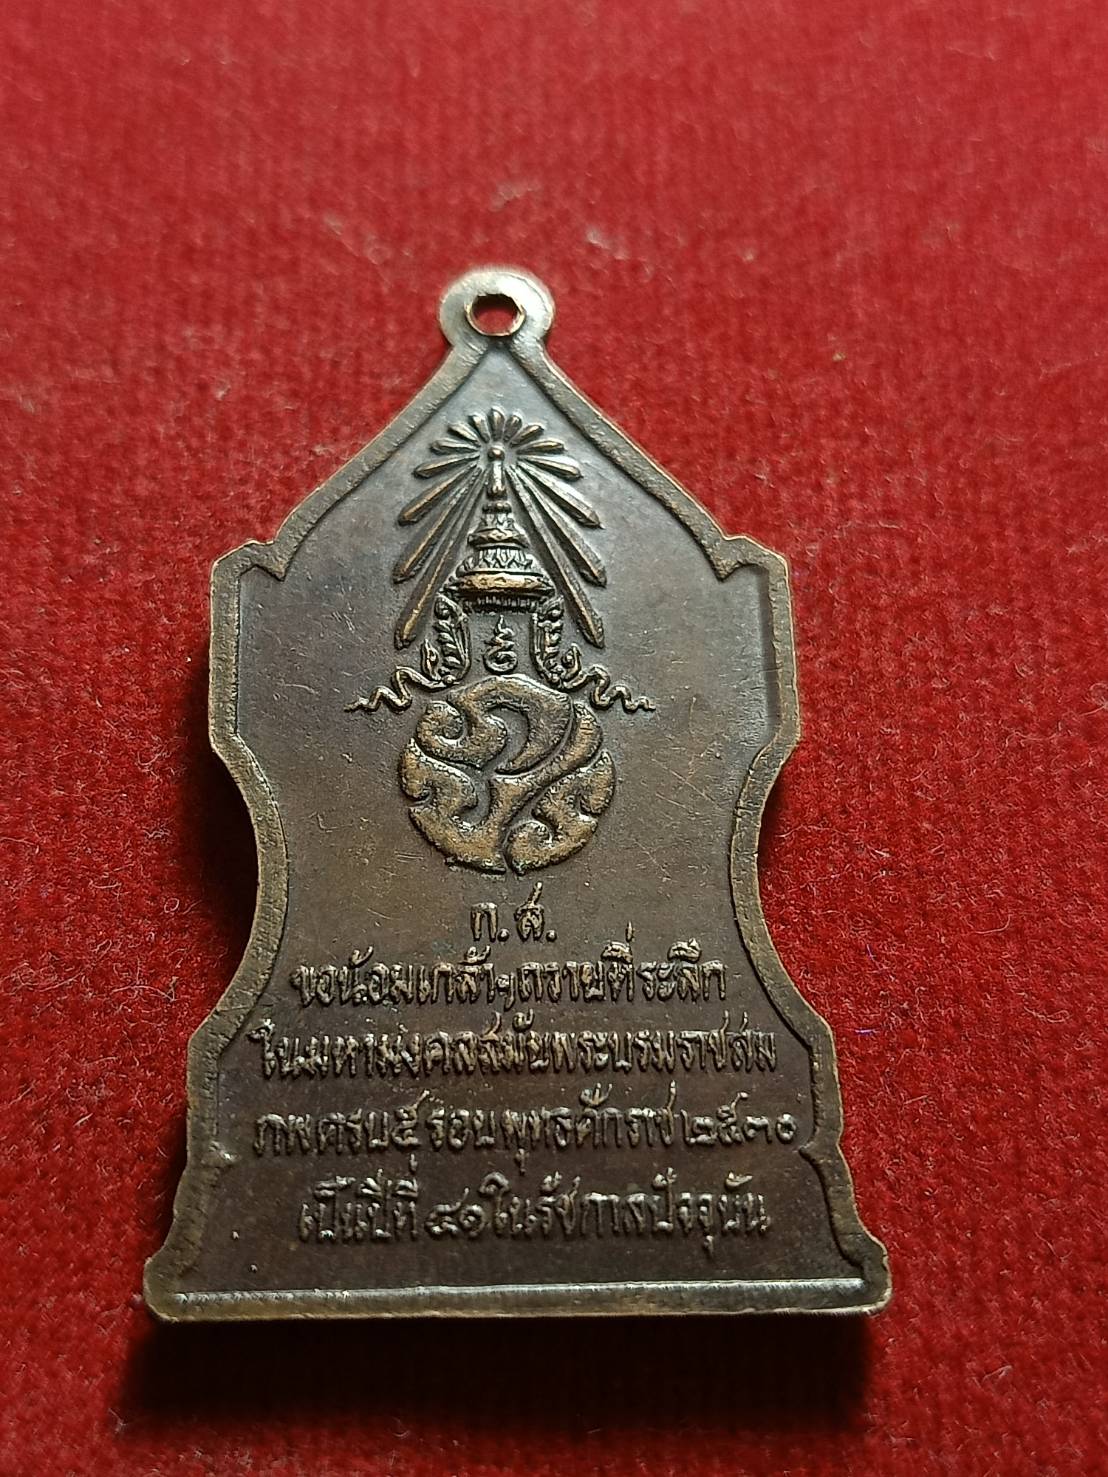 ก.ส.
ขอน้อมเกล้าฯถวายที่ระลึก
ในมหามงคลสมัยพระบรมราชสม
ภพครบ๕รอบพุทธศักราช๒๕๓๐
เป็นปีที่๔๑ในรัชกาลปัจจุบัน